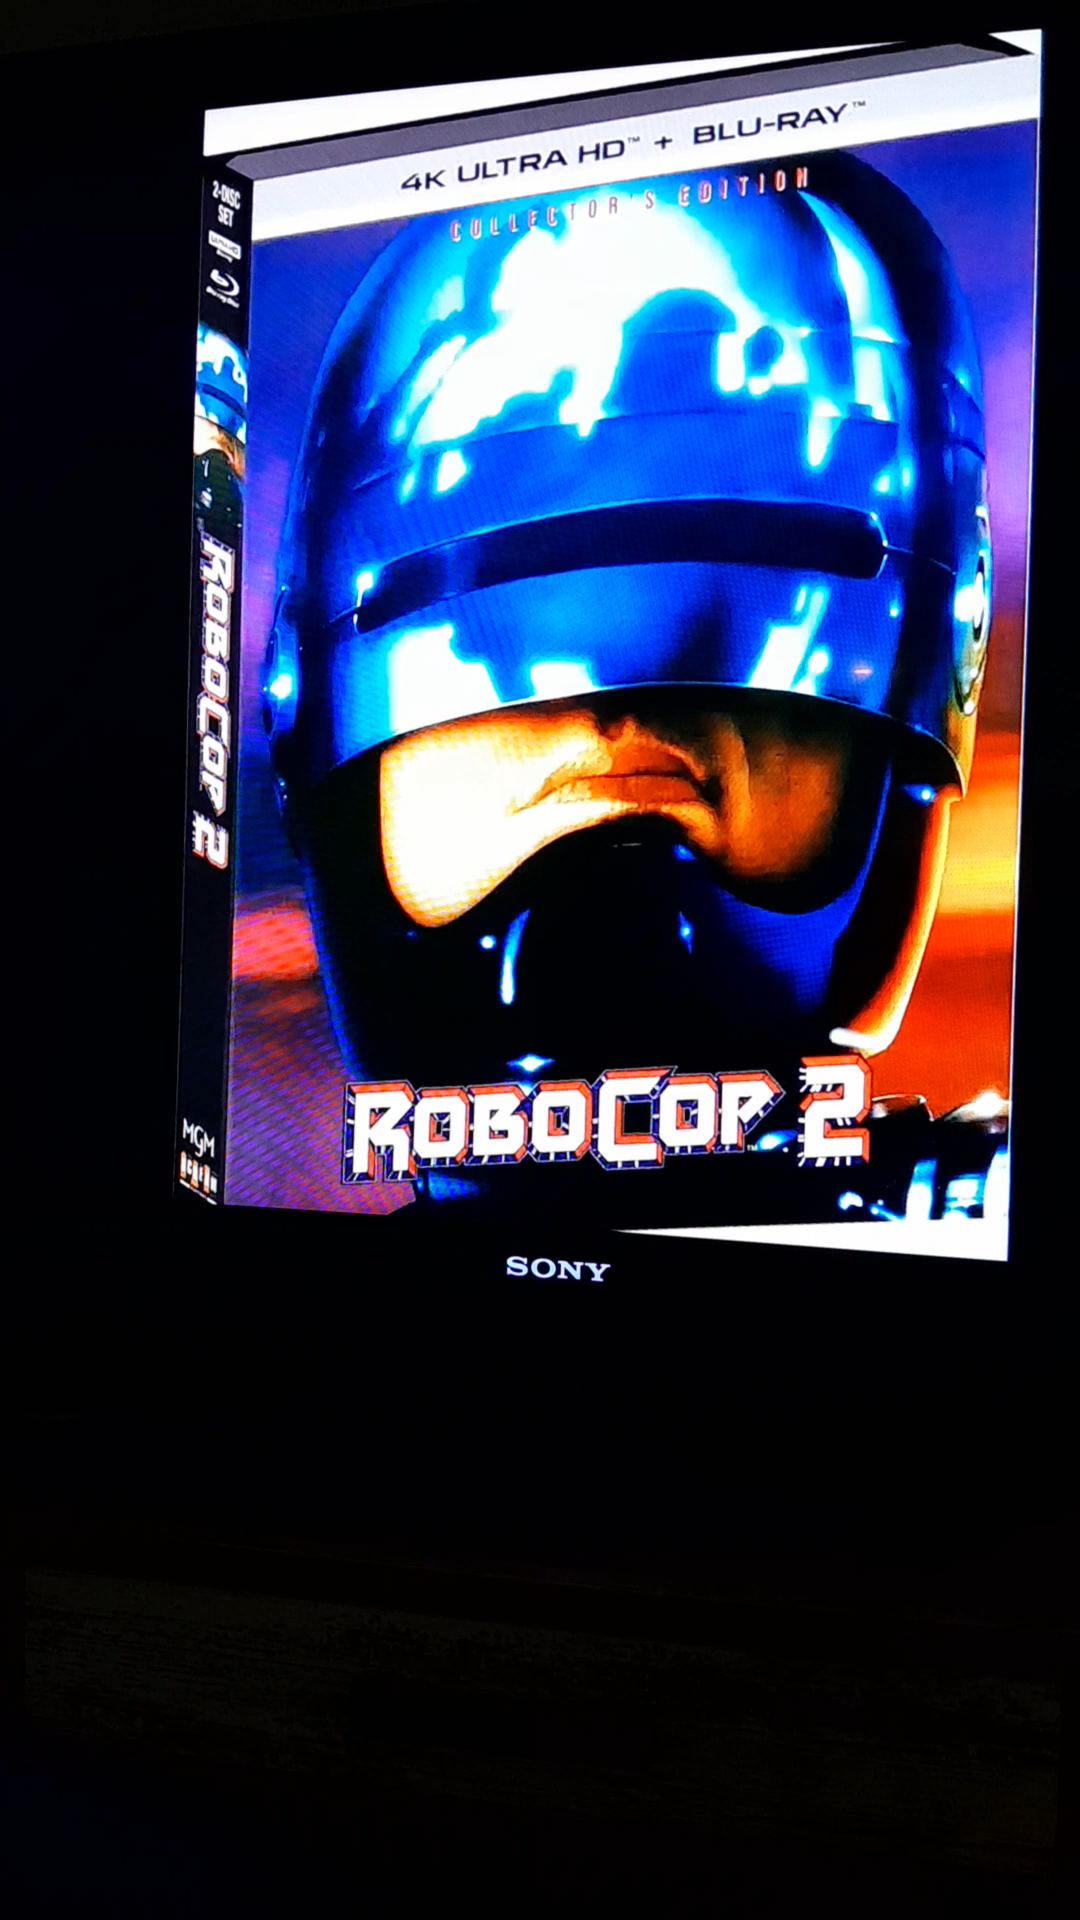 4K ULTRA HD™ + BLU-RAY™
COLLECTOR'S EDITION
2-DISC
SET
ROBOCOP 2
MGM
ROBOCOP 2
SONY